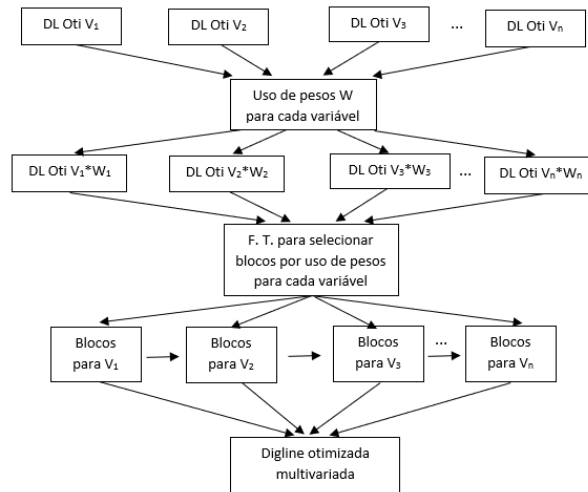 DL Oti V₁
DL Oti V₂
DL Oti V₃
...
DL Oti Vₙ
Uso de pesos W
para cada variável
DL Oti V₁*W₁
DL Oti V₂*W₂
DL Oti V₃*W₃
...
DL Oti Vₙ*Wₙ
F. T. para selecionar
blocos por uso de pesos
para cada variável
Blocos
para V₁
Blocos
para V₂
Blocos
para V₃
...
Blocos
para Vₙ
Digline otimizada
multivariada